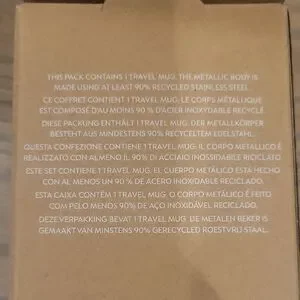 THIS PACK CONTAINS 1 TRAVEL MUG. THE METALLIC BODY IS
MADE USING AT LEAST 90% RECYCLED STAINLESS STEEL.
CE COFFRET CONTIENT 1 TRAVEL MUG. LE CORPS MÉTALLIQUE
EST COMPOSÉ D'AU MOINS 90 % D'ACIER INOXYDABLE RECYCLÉ.
DIESE PACKUNG ENTHÄLT 1 TRAVEL MUG. DER METALLKÖRPER
BESTEHT AUS MINDESTENS 90% RECYCELTEM EDELSTAHL.
QUESTA CONFEZIONE CONTIENE 1 TRAVEL MUG. IL CORPO METALLICO È
REALIZZATO CON ALMENO IL 90% DI ACCIAIO INOSSIDABILE RICICLATO.
ESTE SET CONTIENE 1 TRAVEL MUG. EL CUERPO METÁLICO ESTÁ HECHO
CON AL MENOS UN 90 % DE ACERO INOXIDABLE RECICLADO.
ESTA CAIXA CONTÉM 1 TRAVEL MUG. O CORPO METÁLICO É FEITO
COM PELO MENOS 90% DE AÇO INOXIDÁVEL RECICLADO.
DEZE VERPAKKING BEVAT 1 TRAVEL MUG. DE METALEN BEKER IS
GEMAAKT VAN MINSTENS 90% GERECYCLED ROESTVRIJ STAAL.